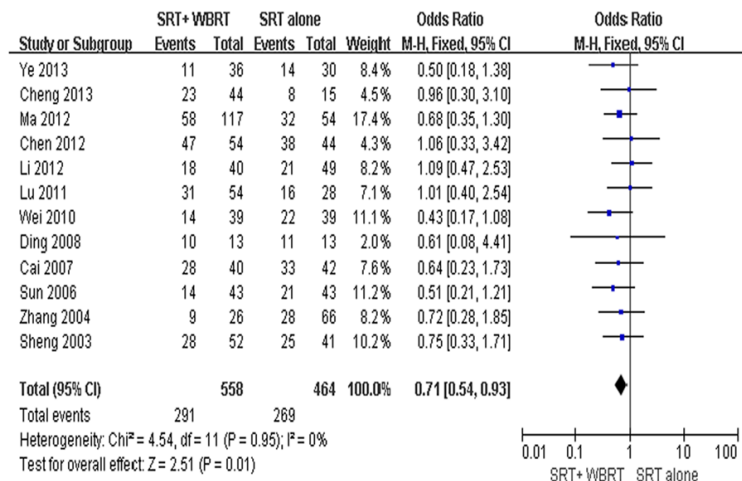 SRT+ WBRT SRT alone Odds Ratio Odds Ratio
Study or Subgroup Events Total Events Total Weight M-H, Fixed, 95% CI M-H, Fixed, 95% CI
Ye 2013 11 36 14 30 8.4% 0.50 [0.18, 1.38]
Cheng 2013 23 44 8 15 4.5% 0.96 [0.30, 3.10]
Ma 2012 58 117 32 54 17.4% 0.68 [0.35, 1.30]
Chen 2012 47 54 38 44 4.7% 1.06 [0.33, 3.42]
Li 2012 18 40 21 49 8.2% 1.09 [0.47, 2.53]
Lu 2011 31 54 16 28 7.1% 1.01 [0.40, 2.54]
Wei 2010 14 39 22 39 11.1% 0.43 [0.17, 1.08]
Ding 2008 10 13 11 13 2.0% 0.61 [0.08, 4.41]
Cai 2007 28 40 33 42 7.6% 0.64 [0.23, 1.73]
Sun 2006 14 43 21 43 11.2% 0.51 [0.21, 1.21]
Zhang 2004 9 26 28 66 8.2% 0.72 [0.28, 1.85]
Sheng 2003 28 52 25 41 10.2% 0.75 [0.33, 1.71]
Total (95% CI) 558 464 100.0% 0.71 [0.54, 0.93]
Total events 291 269
Heterogeneity: Chi² = 4.54, df = 11 (P = 0.95); I² = 0%
Test for overall effect: Z = 2.51 (P = 0.01)
0.01 0.1 1 10 100
SRT+ WBRT SRT alone